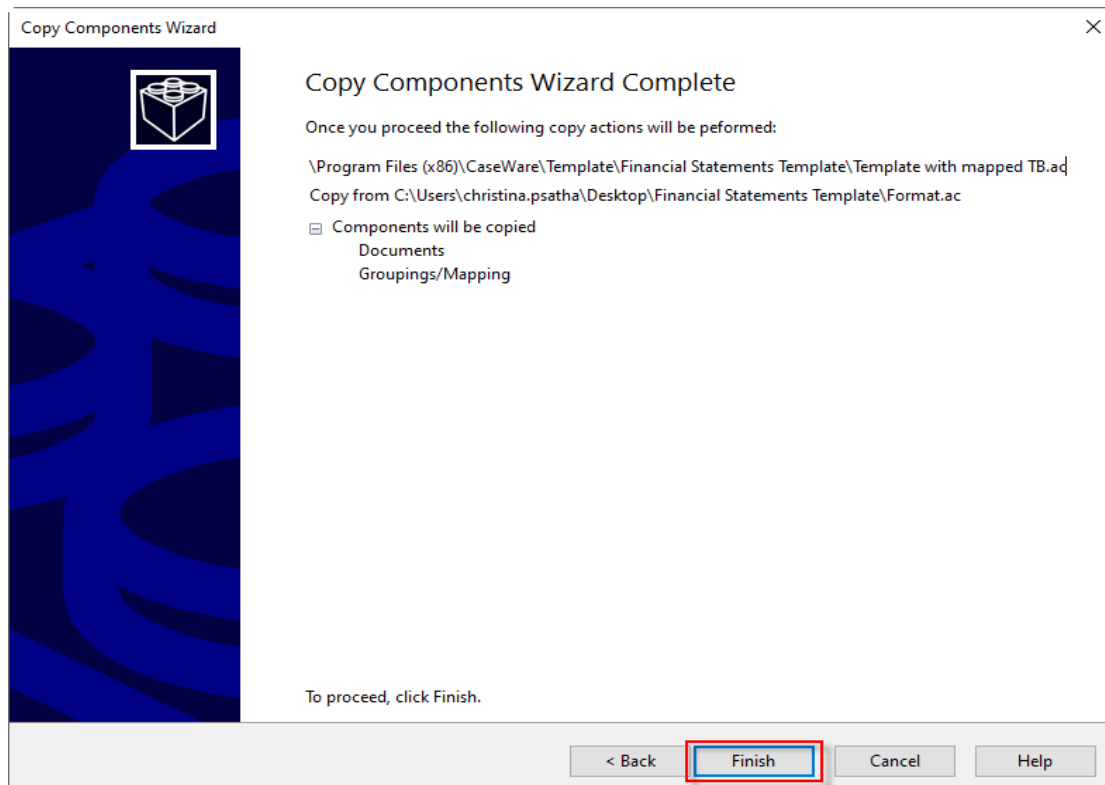 Copy Components Wizard
Copy Components Wizard Complete
Once you proceed the following copy actions will be peformed:
\Program Files (x86)\CaseWare\Template\Financial Statements Template\Template with mapped TB.ac
Copy from C:\Users\christina.psatha\Desktop\Financial Statements Template\Format.ac
Components will be copied
Documents
Groupings/Mapping
To proceed, click Finish.
< Back Finish Cancel Help